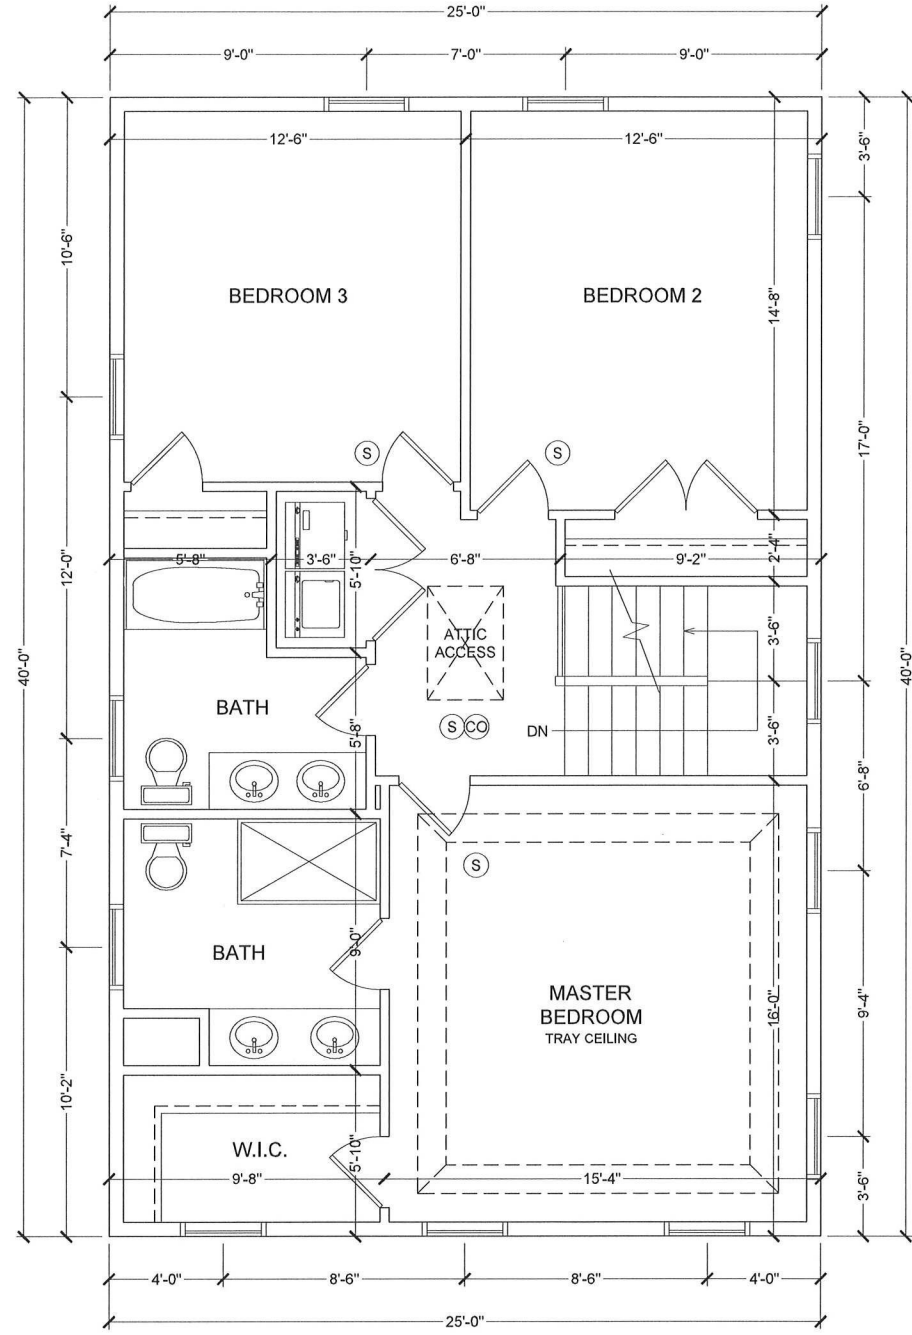 25'-0"
9'-0"
7'-0"
9'-0"
12'-6"
12'-6"
3'-6"
10'-6"
BEDROOM 3
BEDROOM 2
14'-8"
17'-0"
S
S
5'-8"
3'-6"
5'-10"
6'-8"
9'-2"
2'-4"
12'-0"
ATTIC
ACCESS
3'-6"
40'-0"
40'-0"
BATH
S
CO
DN
5'-8"
3'-6"
6'-8"
7'-4"
S
BATH
9'-0"
MASTER
BEDROOM
TRAY CEILING
16'-0"
9'-4"
10'-2"
W.I.C.
5'-10"
9'-8"
15'-4"
3'-6"
4'-0"
8'-6"
8'-6"
4'-0"
25'-0"